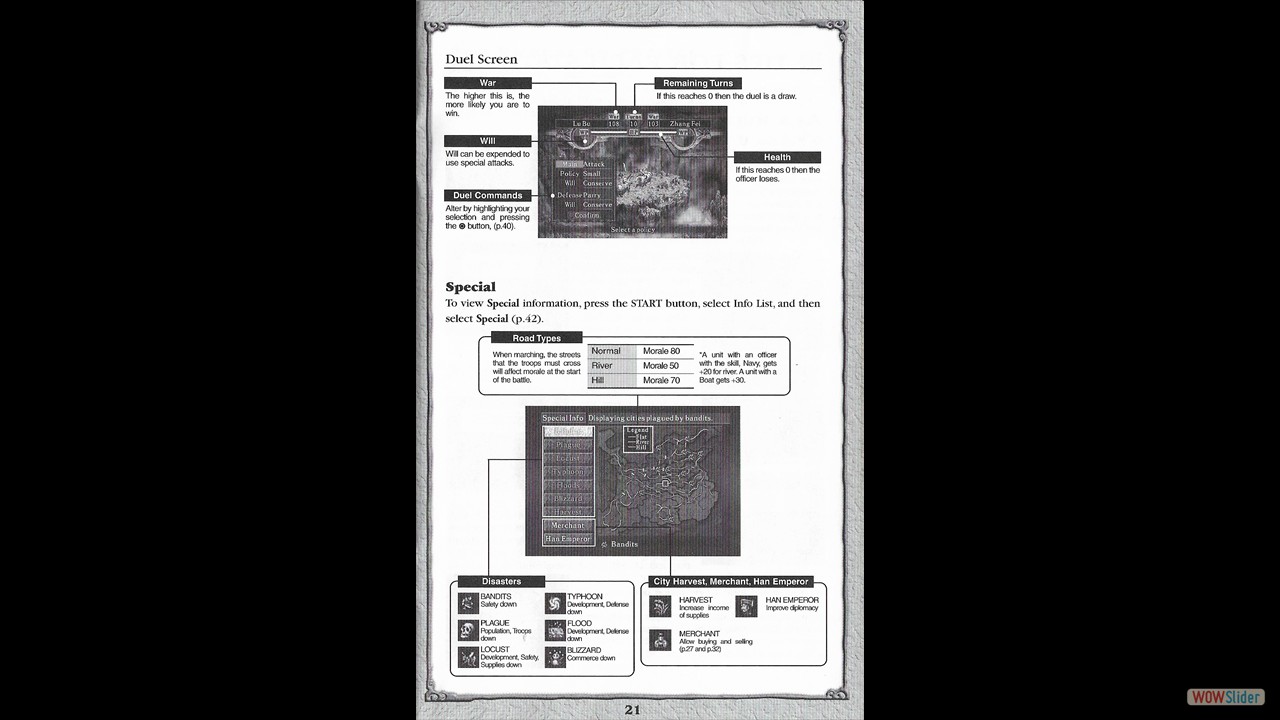 Duel Screen
War
The higher this is, the
more likely you are to
win.
Remaining Turns
If this reaches 0 then the duel is a draw.
Will
Will can be expended to
use special attacks.
Health
If this reaches 0 then the
officer loses.
Duel Commands
Alter by highlighting your
selection and pressing
the button, (p.40).
War War
Lu Bu 108 10 103 Zhang Fei
Main Attack
Policy Small
Will Conserve
Defense Parry
Will Conserve
Confirm
Select a policy
Special
To view Special information, press the START button, select Info List, and then
select Special (p.42).
Road Types
When marching, the streets
that the troops must cross
will affect morale at the start
of the battle.
Normal Morale 80
River Morale 50
Hill Morale 70
*A unit with an officer
with the skill, Navy, gets
+20 for river. A unit with a
Boat gets +30.
Special Info Displaying cities plagued by bandits.
Legend
Flat
River
Hill
Plague
Locust
Typhoon
Floods
Blizzard
Harvest
Merchant
Han Emperor
Bandits
Disasters
BANDITS
Safety down
PLAGUE
Population, Troops
down
LOCUST
Development, Safety,
Supplies down
TYPHOON
Development, Defense
down
FLOOD
Development, Defense
down
BLIZZARD
Commerce down
City Harvest, Merchant, Han Emperor
HARVEST
Increase income
of supplies
HAN EMPEROR
Improve diplomacy
MERCHANT
Allow buying and selling
(p.27 and p.32)
21
WOWSlider